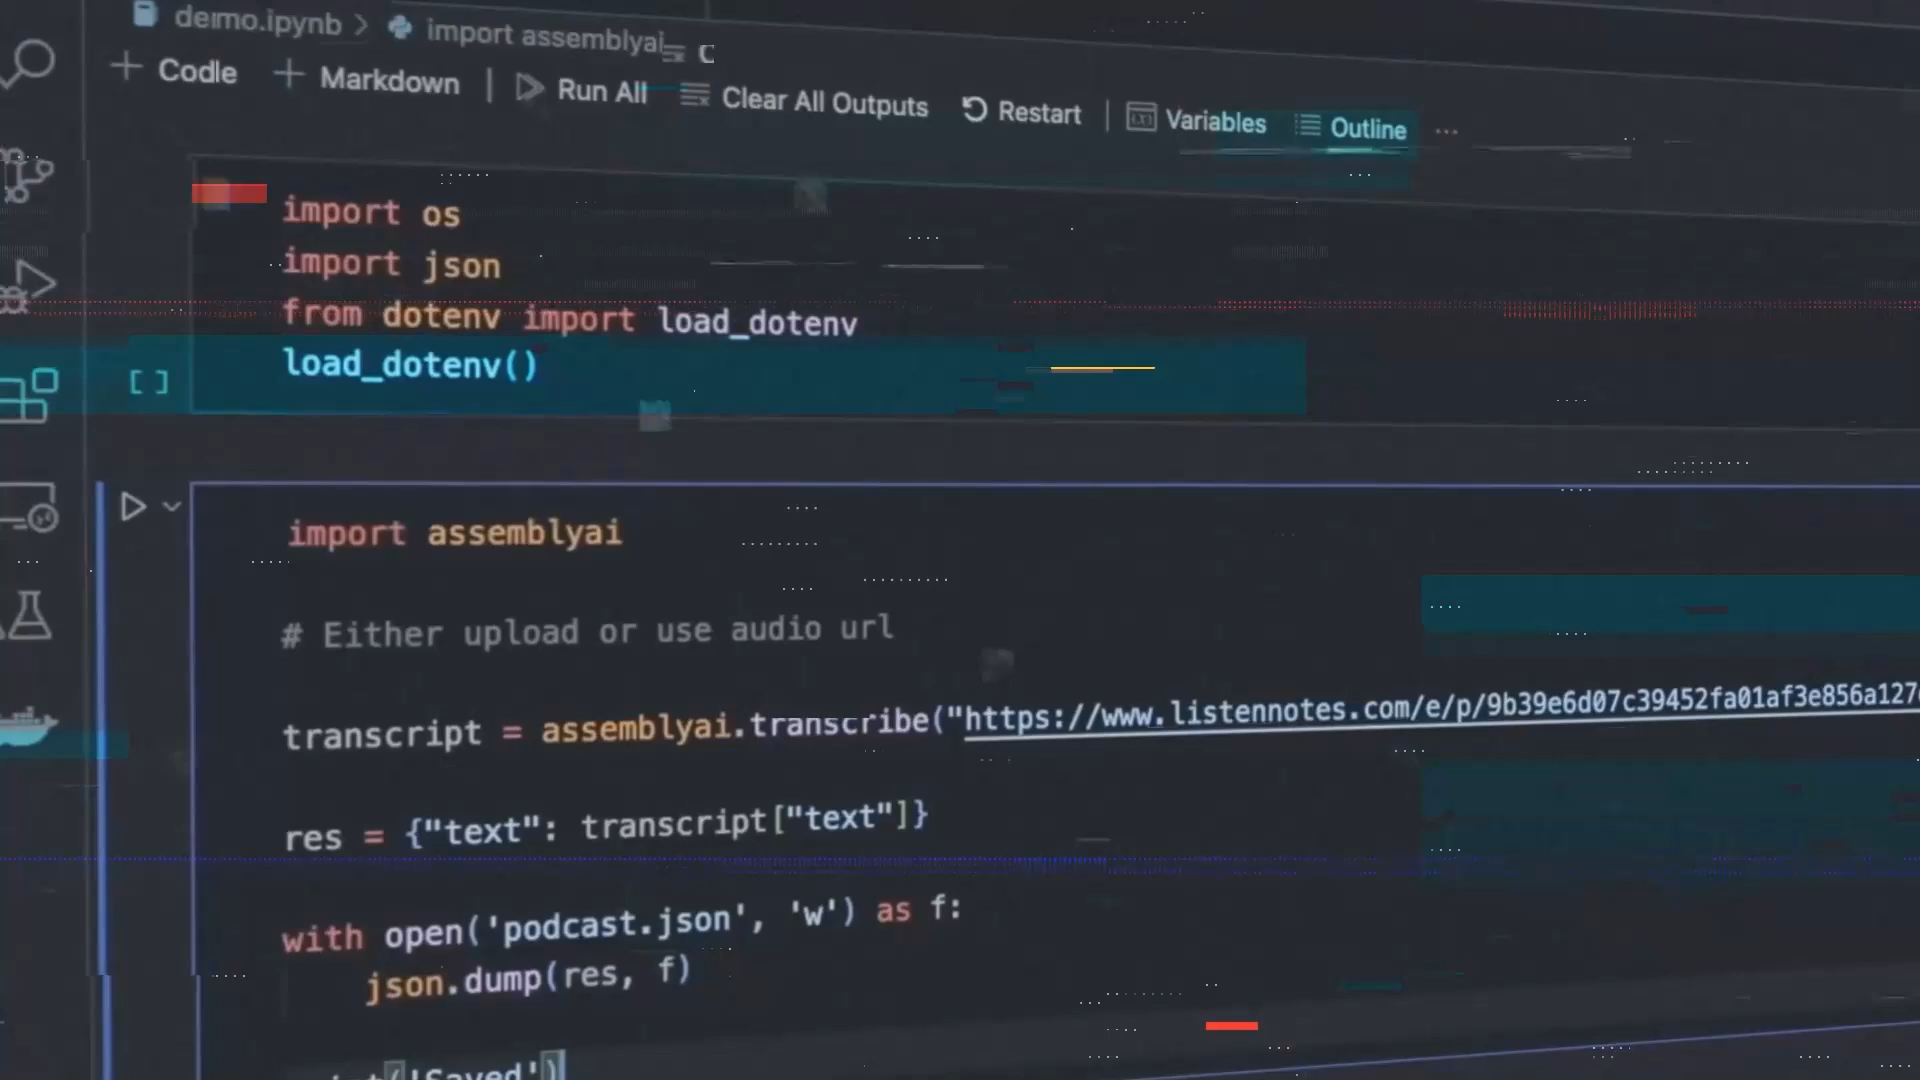 demo.ipynb > import assemblyai
+ Codle + Markdown | Run All Clear All Outputs Restart | Variables Outline ...
import os
import json
from dotenv import load_dotenv
load_dotenv()
[ ]
import assemblyai
# Either upload or use audio url
transcript = assemblyai.transcribe("https://www.listennotes.com/e/p/9b39e6d07c39452fa01af3e856a127
res = {"text": transcript["text"]}
with open('podcast.json', 'w') as f:
json.dump(res, f)
('Saved')